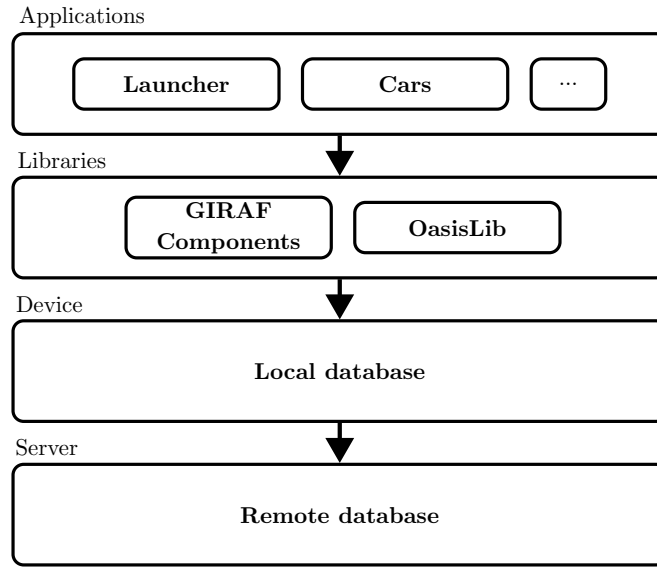 Applications
Launcher
Cars
...
Libraries
GIRAF
Components
OasisLib
Device
Local database
Server
Remote database